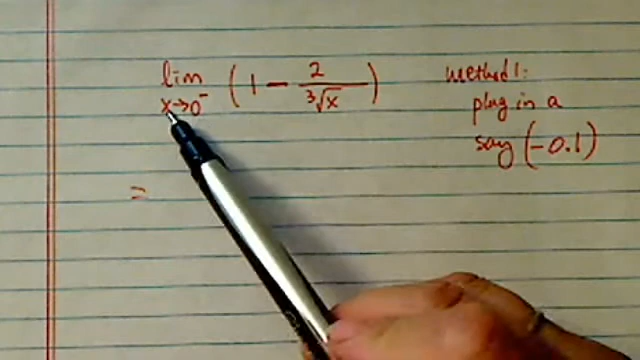 lim x→0⁻ (1 - 2/∛x)
=
method 1:
plug in a
say (-0.1)